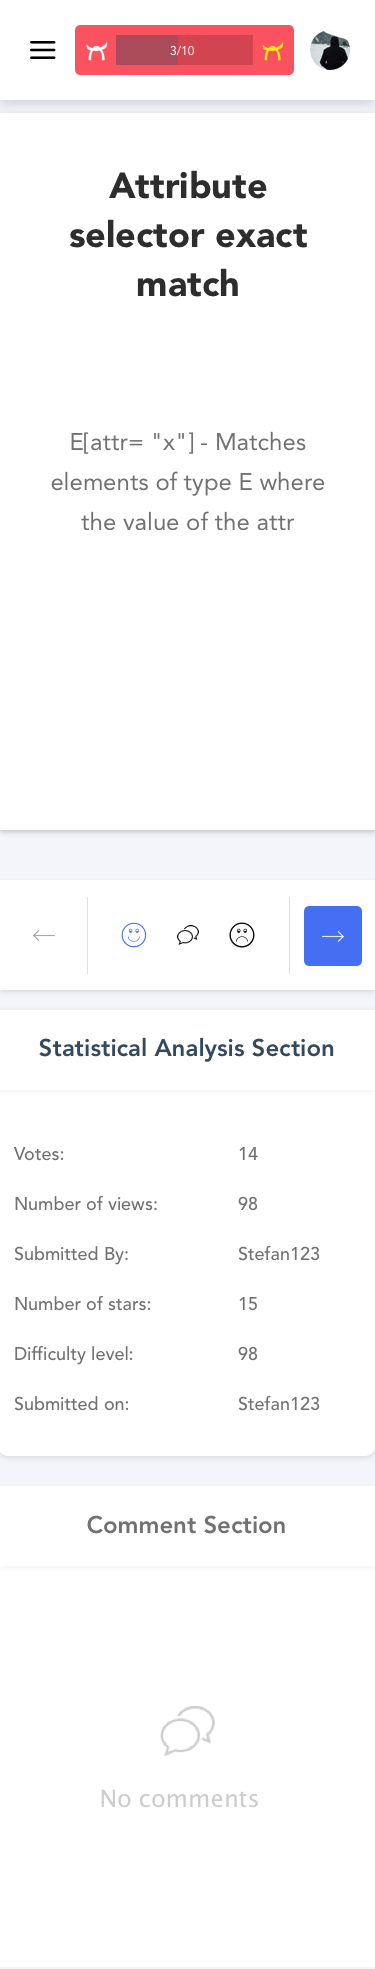 3/10
Attribute
selector exact
match
E[attr= "x"] - Matches
elements of type E where
the value of the attr
Statistical Analysis Section
Votes: 14
Number of views: 98
Submitted By: Stefan123
Number of stars: 15
Difficulty level: 98
Submitted on: Stefan123
Comment Section
No comments